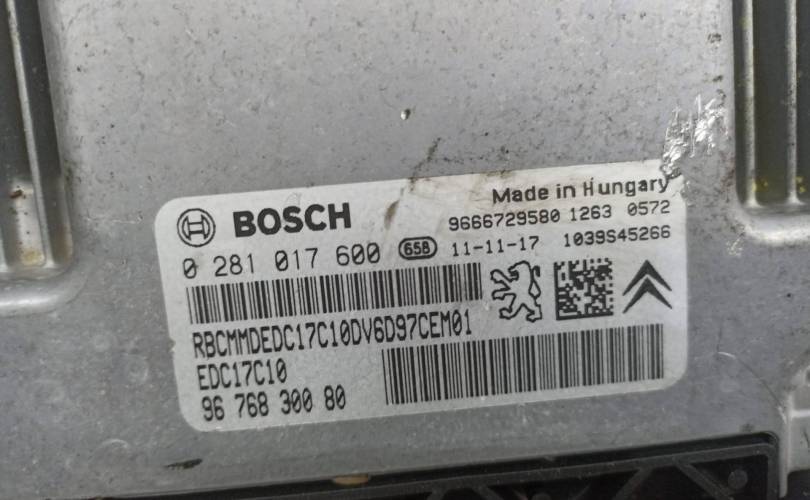 Made in Hungary
BOSCH
9666729580 1263 0572
0 281 017 600 658 11-11-17 1039S45266
RBCMMDEDC17C10DV6D97CEM01
EDC17C10
96 768 300 80